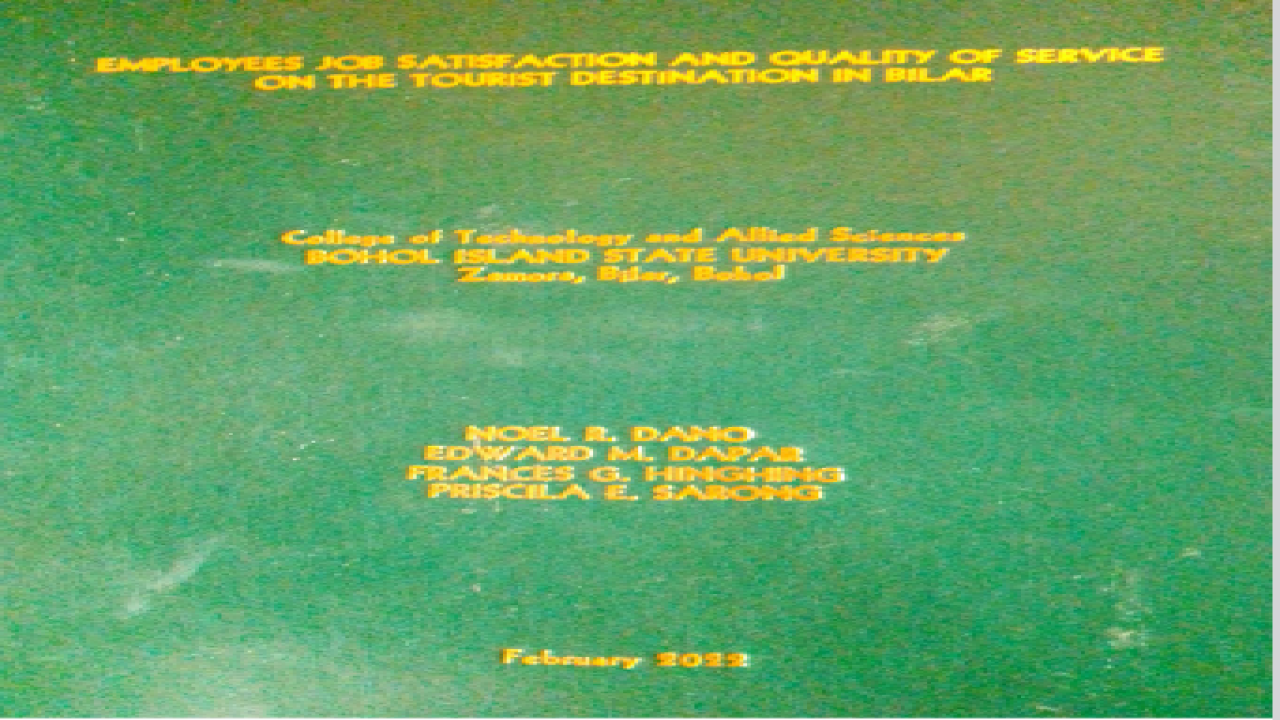 EMPLOYEES JOB SATISFACTION AND QUALITY OF SERVICE
ON THE TOURIST DESTINATION IN BILAR
College of Technology and Allied Sciences
BOHOL ISLAND STATE UNIVERSITY
Zamora, Bilar, Bohol
NOEL R. DANO
EDWARD M. DAPAR
FRANCES G. HINGHING
PRISCILA E. SARONG
February 2022